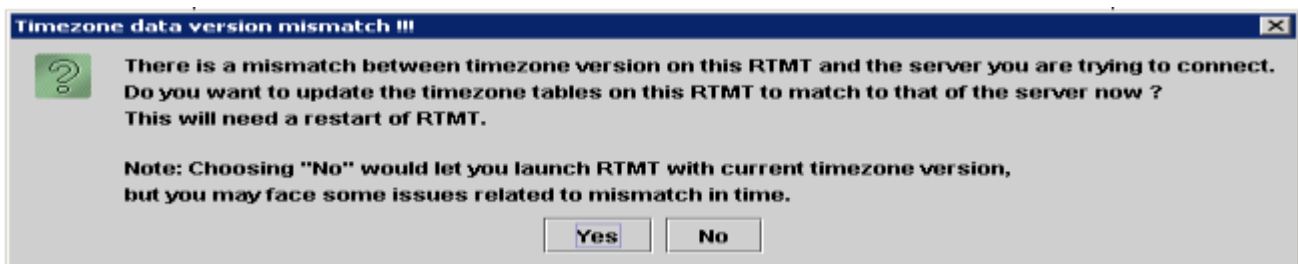 Timezone data version mismatch !!!
There is a mismatch between timezone version on this RTMT and the server you are trying to connect.
Do you want to update the timezone tables on this RTMT to match to that of the server now ?
This will need a restart of RTMT.
Note: Choosing "No" would let you launch RTMT with current timezone version,
but you may face some issues related to mismatch in time.
Yes No